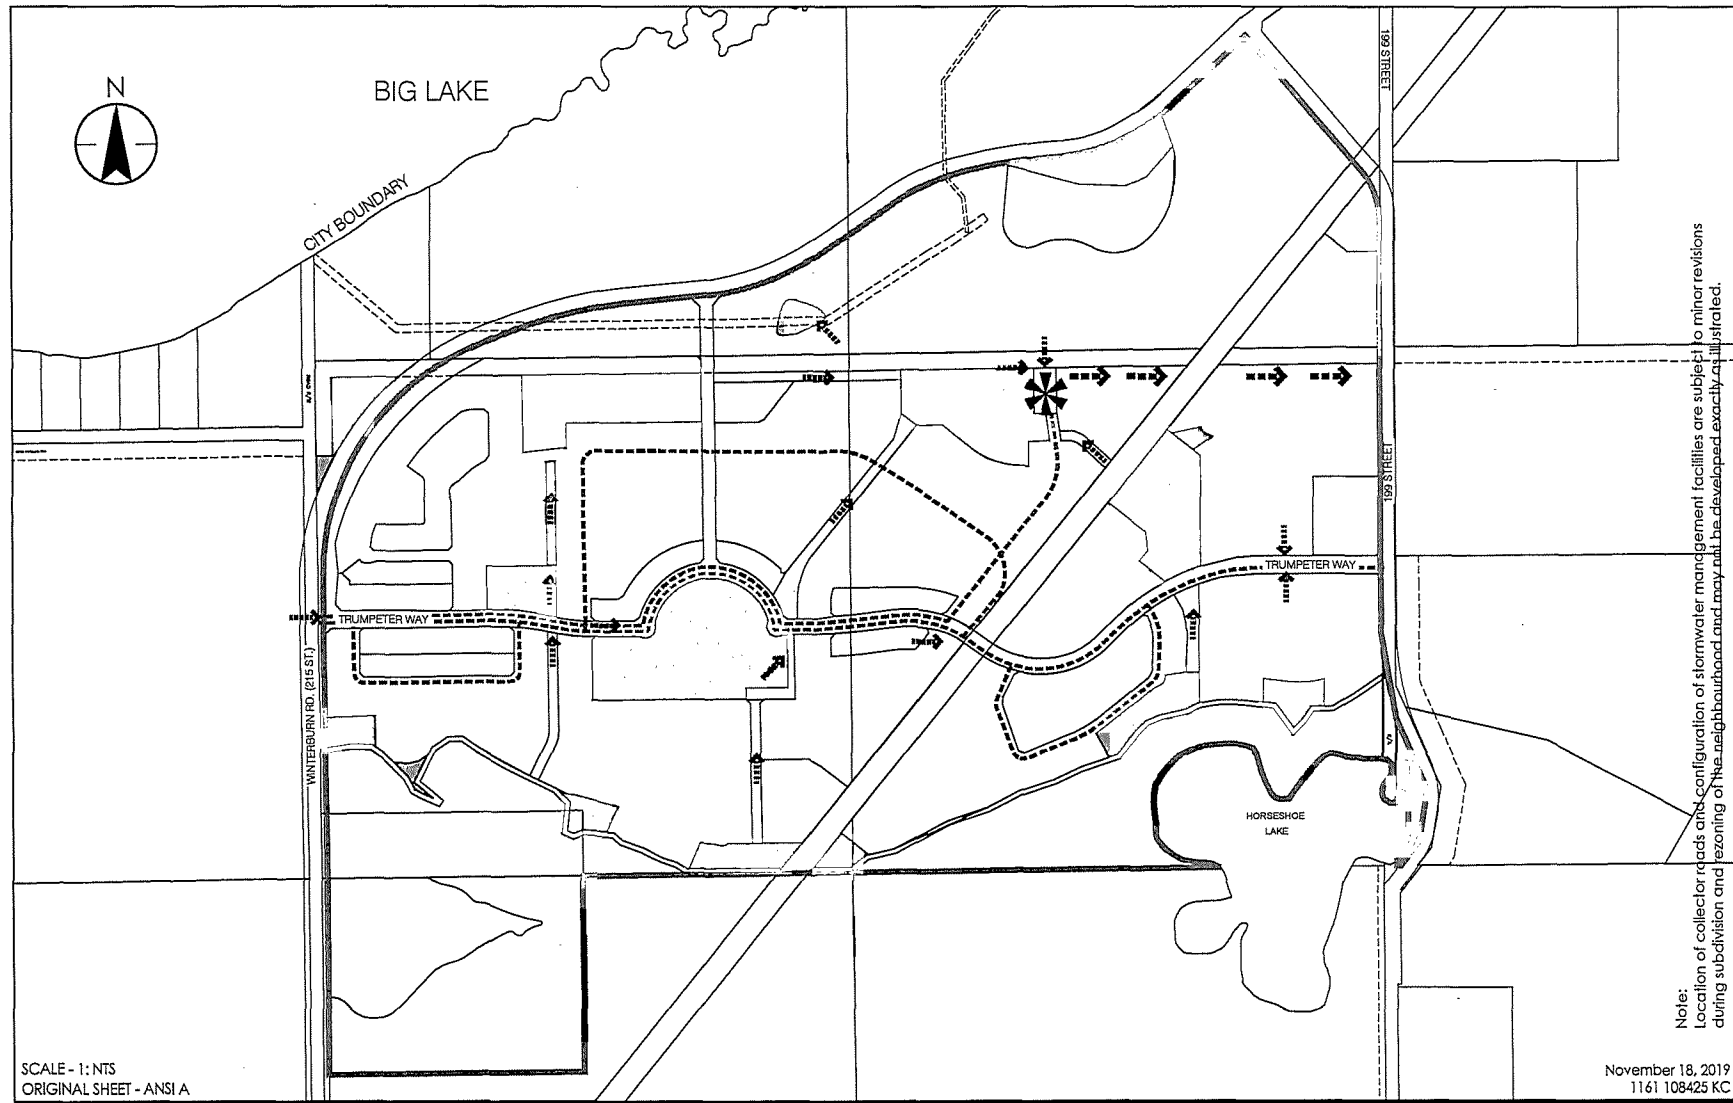 N
BIG LAKE
199 STREET
CITY BOUNDARY
199 STREET
TRUMPETER WAY
TRUMPETER WAY
WINTERBURN RD. (215 ST.)
HORSESHOE
LAKE
Note:
Location of collector roads and configuration of stormwater management facilities are subject to minor revisions
during subdivision and rezoning of the neighbourhood and may not be developed exactly as illustrated.
SCALE - 1: NTS
ORIGINAL SHEET - ANSI A
November 18, 2019
1161 108425 KC